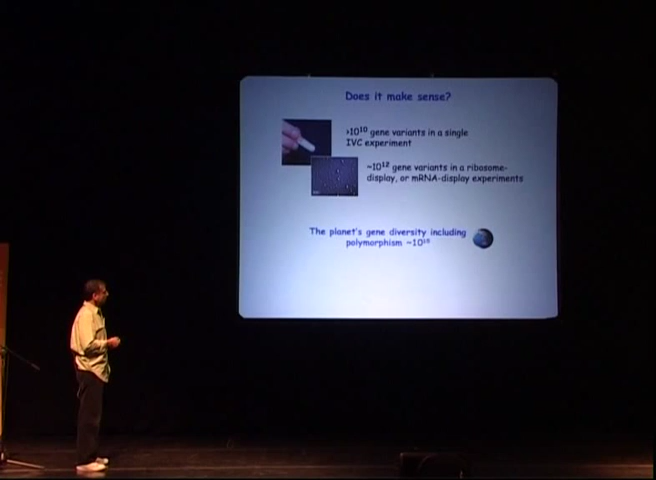 Does it make sense?
>10¹⁰ gene variants in a single
IVC experiment
~10¹² gene variants in a ribosome-
display, or mRNA-display experiments
The planet's gene diversity including
polymorphism